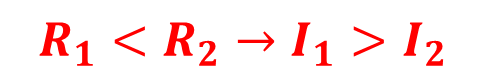 R₁ < R₂ → I₁ > I₂